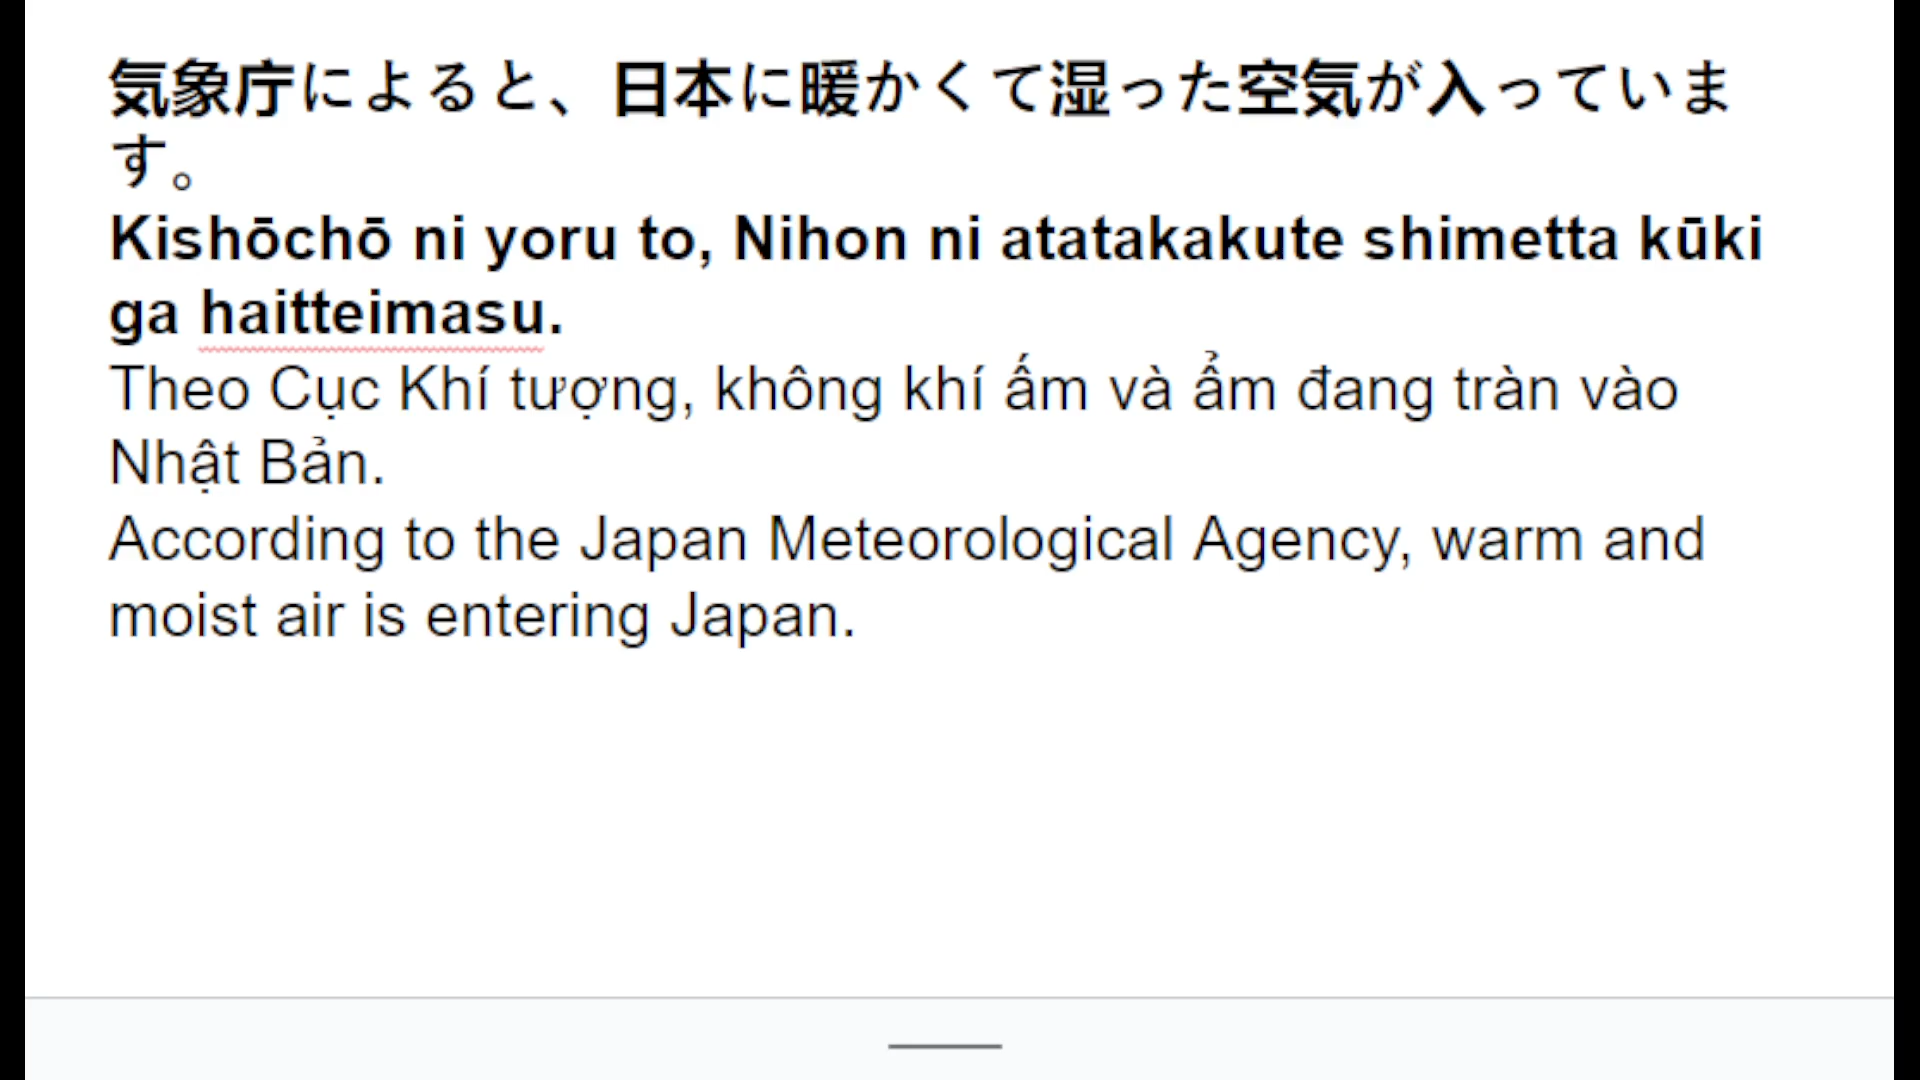 気象庁によると、日本に暖かくて湿った空気が入っていま
す。
Kishōchō ni yoru to, Nihon ni atatakakute shimetta kūki
ga haitteimasu.
Theo Cục Khí tượng, không khí ấm và ẩm đang tràn vào
Nhật Bản.
According to the Japan Meteorological Agency, warm and
moist air is entering Japan.